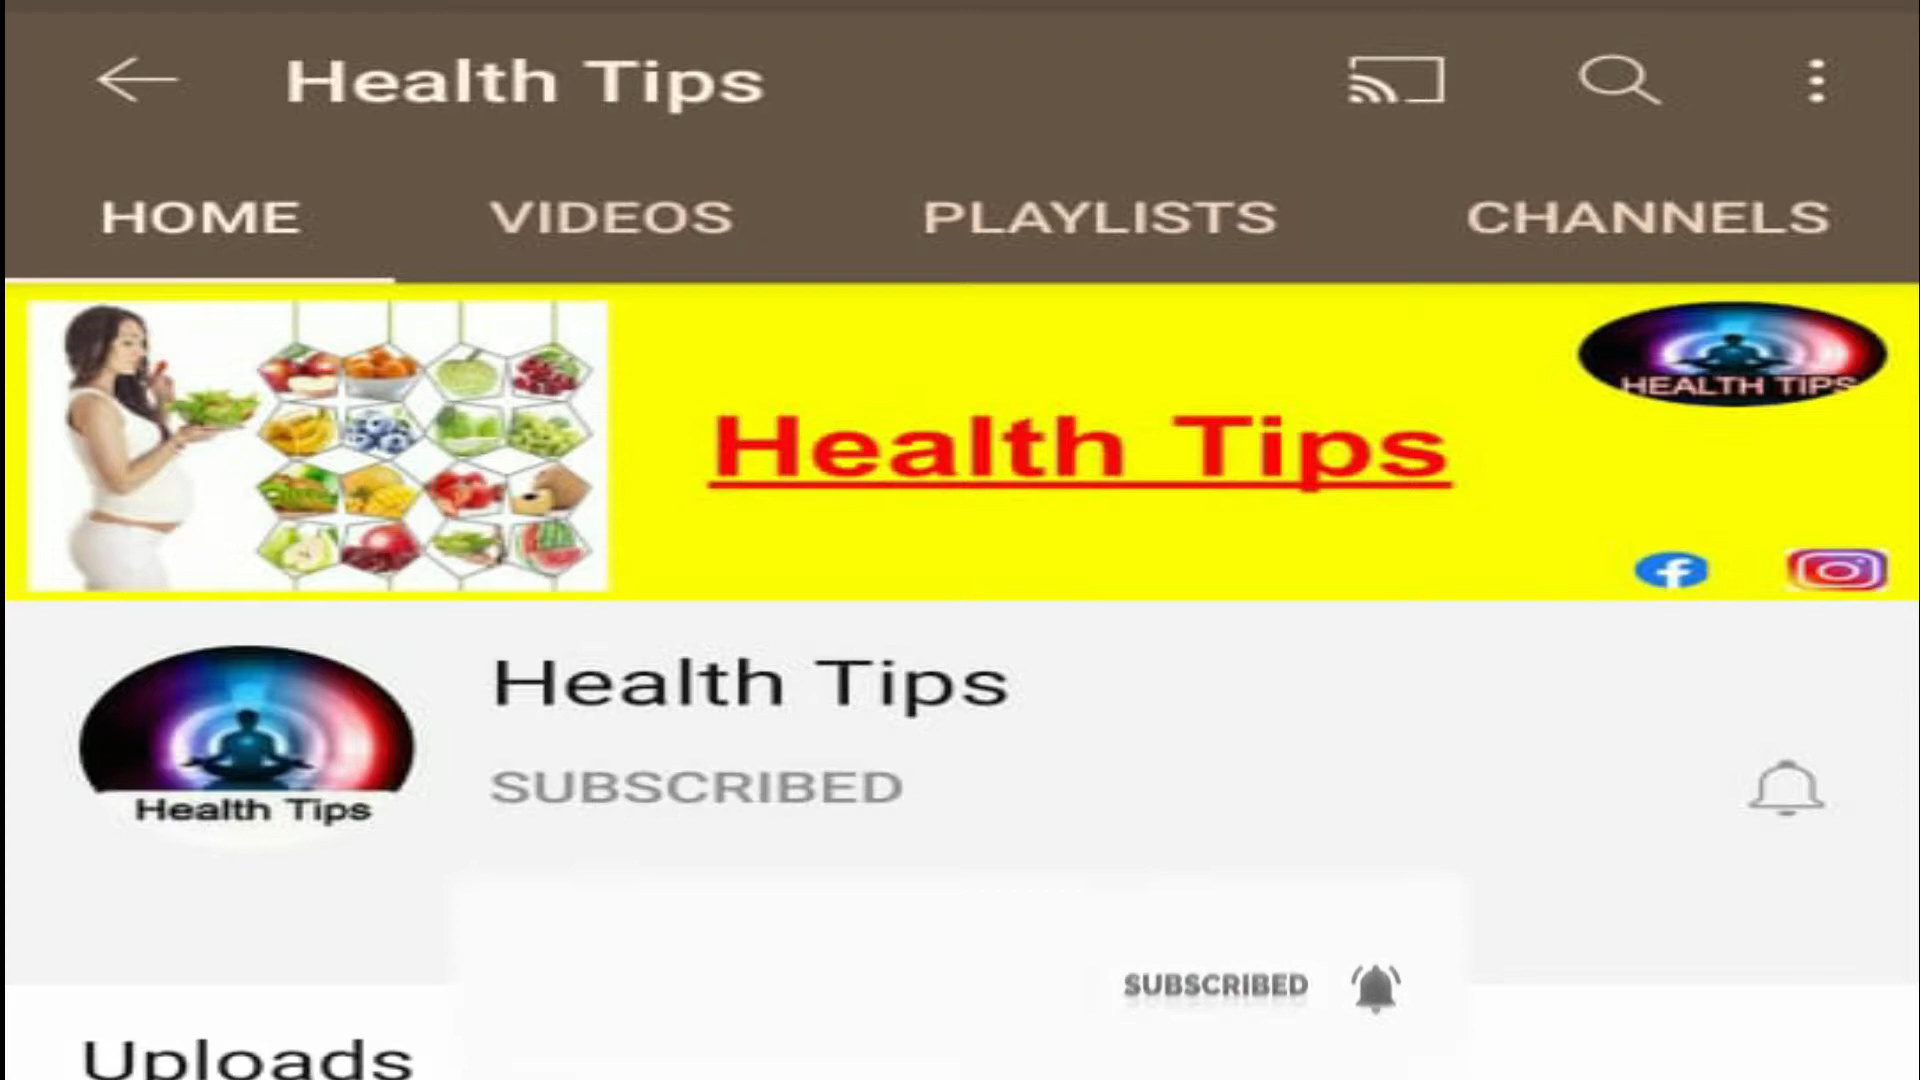 Health Tips
HOME VIDEOS PLAYLISTS CHANNELS
HEALTH TIPS
Health Tips
Health Tips
SUBSCRIBED
Health Tips
SUBSCRIBED
Uploads